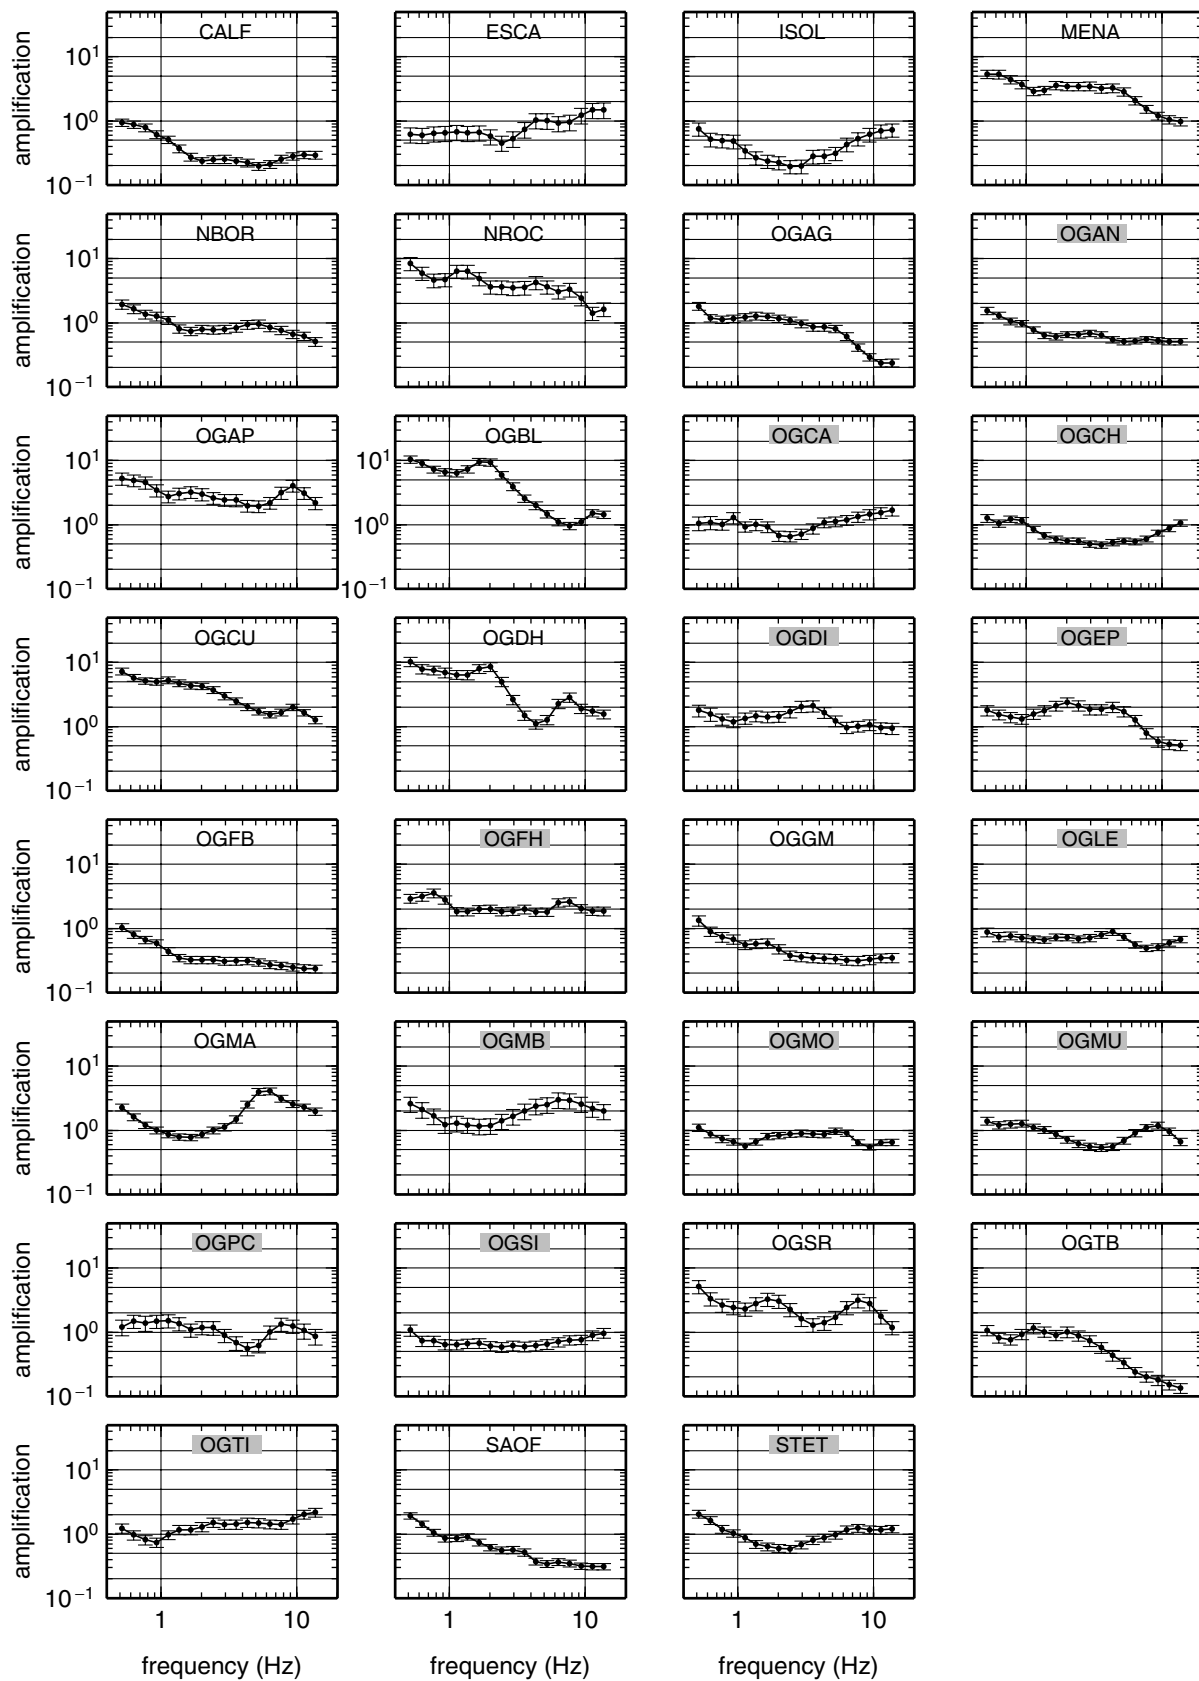 CALF ESCA ISOL MENA
amplification
10^1
10^0
10^−1
NBOR NROC OGAG OGAN
amplification
10^1
10^0
10^−1
OGAP OGBL OGCA OGCH
amplification
10^1 10^1
10^0 10^0
10^−1 10^−1
OGCU OGDH OGDI OGEP
amplification
10^1
10^0
10^−1
OGFB OGFH OGGM OGLE
amplification
10^1
10^0
10^−1
OGMA OGMB OGMO OGMU
amplification
10^1
10^0
10^−1
OGPC OGSI OGSR OGTB
amplification
10^1
10^0
10^−1
OGTI SAOF STET
amplification
10^1
10^0
10^−1
1 10 1 10 1 10
frequency (Hz) frequency (Hz) frequency (Hz)